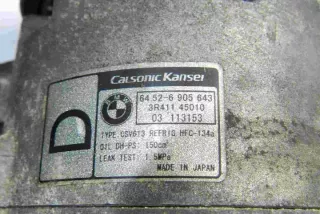 Calsonic Kansei
BMW
64.52-6 905 643
3R411 45010
03 113153
D
TYPE CSV613 REFRIG HFC-134a
OIL DH-PS: 150cm³
LEAK TEST: 1.5MPa
MADE IN JAPAN